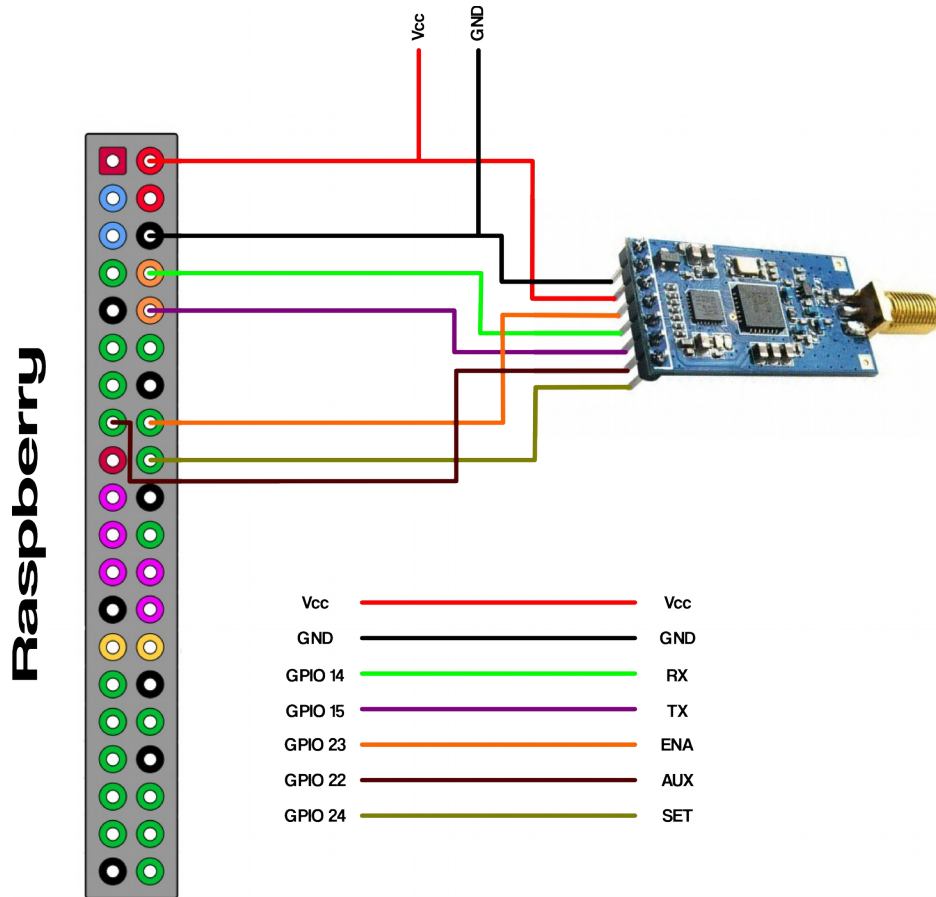 Vcc
GND
Raspberry
Vcc Vcc
GND GND
GPIO 14 RX
GPIO 15 TX
GPIO 23 ENA
GPIO 22 AUX
GPIO 24 SET